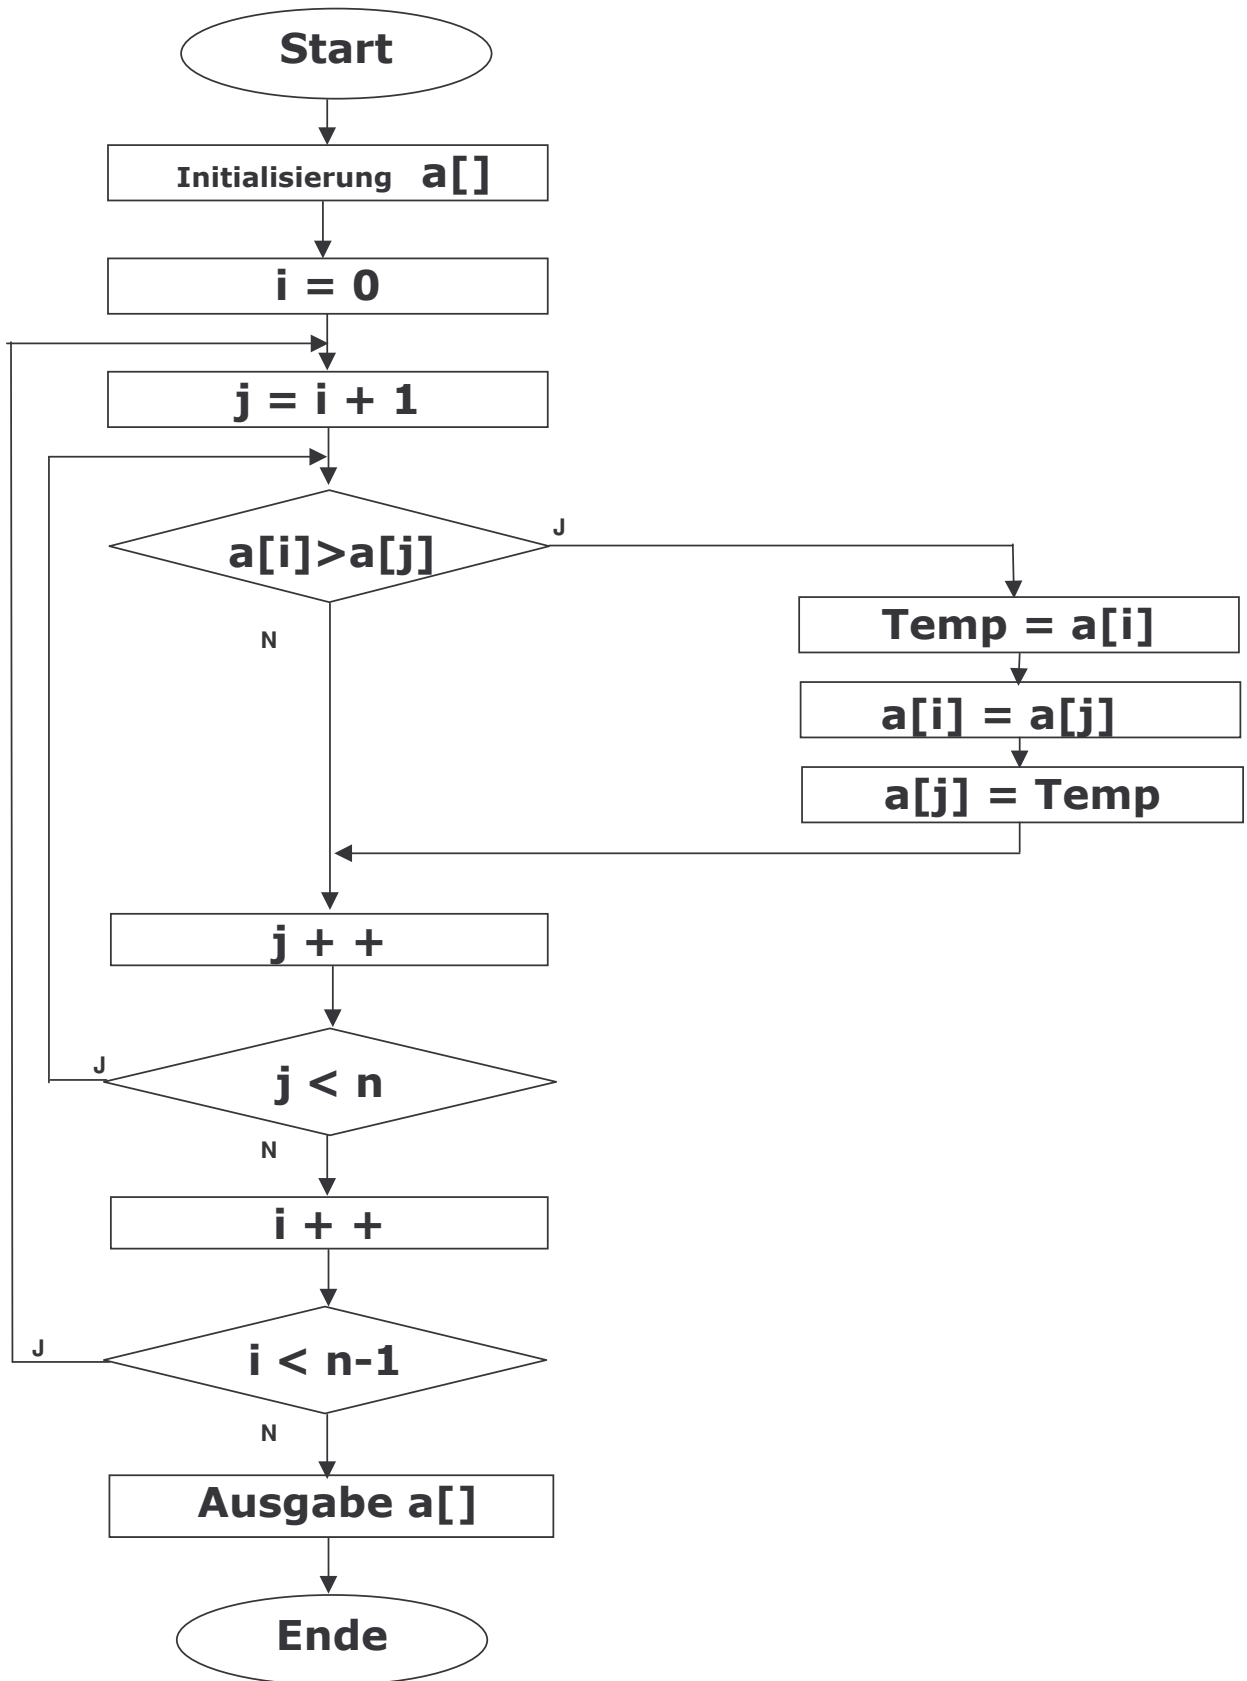 Start
Initialisierung a[]
i = 0
j = i + 1
a[i]>a[j]
J
N
Temp = a[i]
a[i] = a[j]
a[j] = Temp
j + +
J
j < n
N
i + +
J
i < n-1
N
Ausgabe a[]
Ende